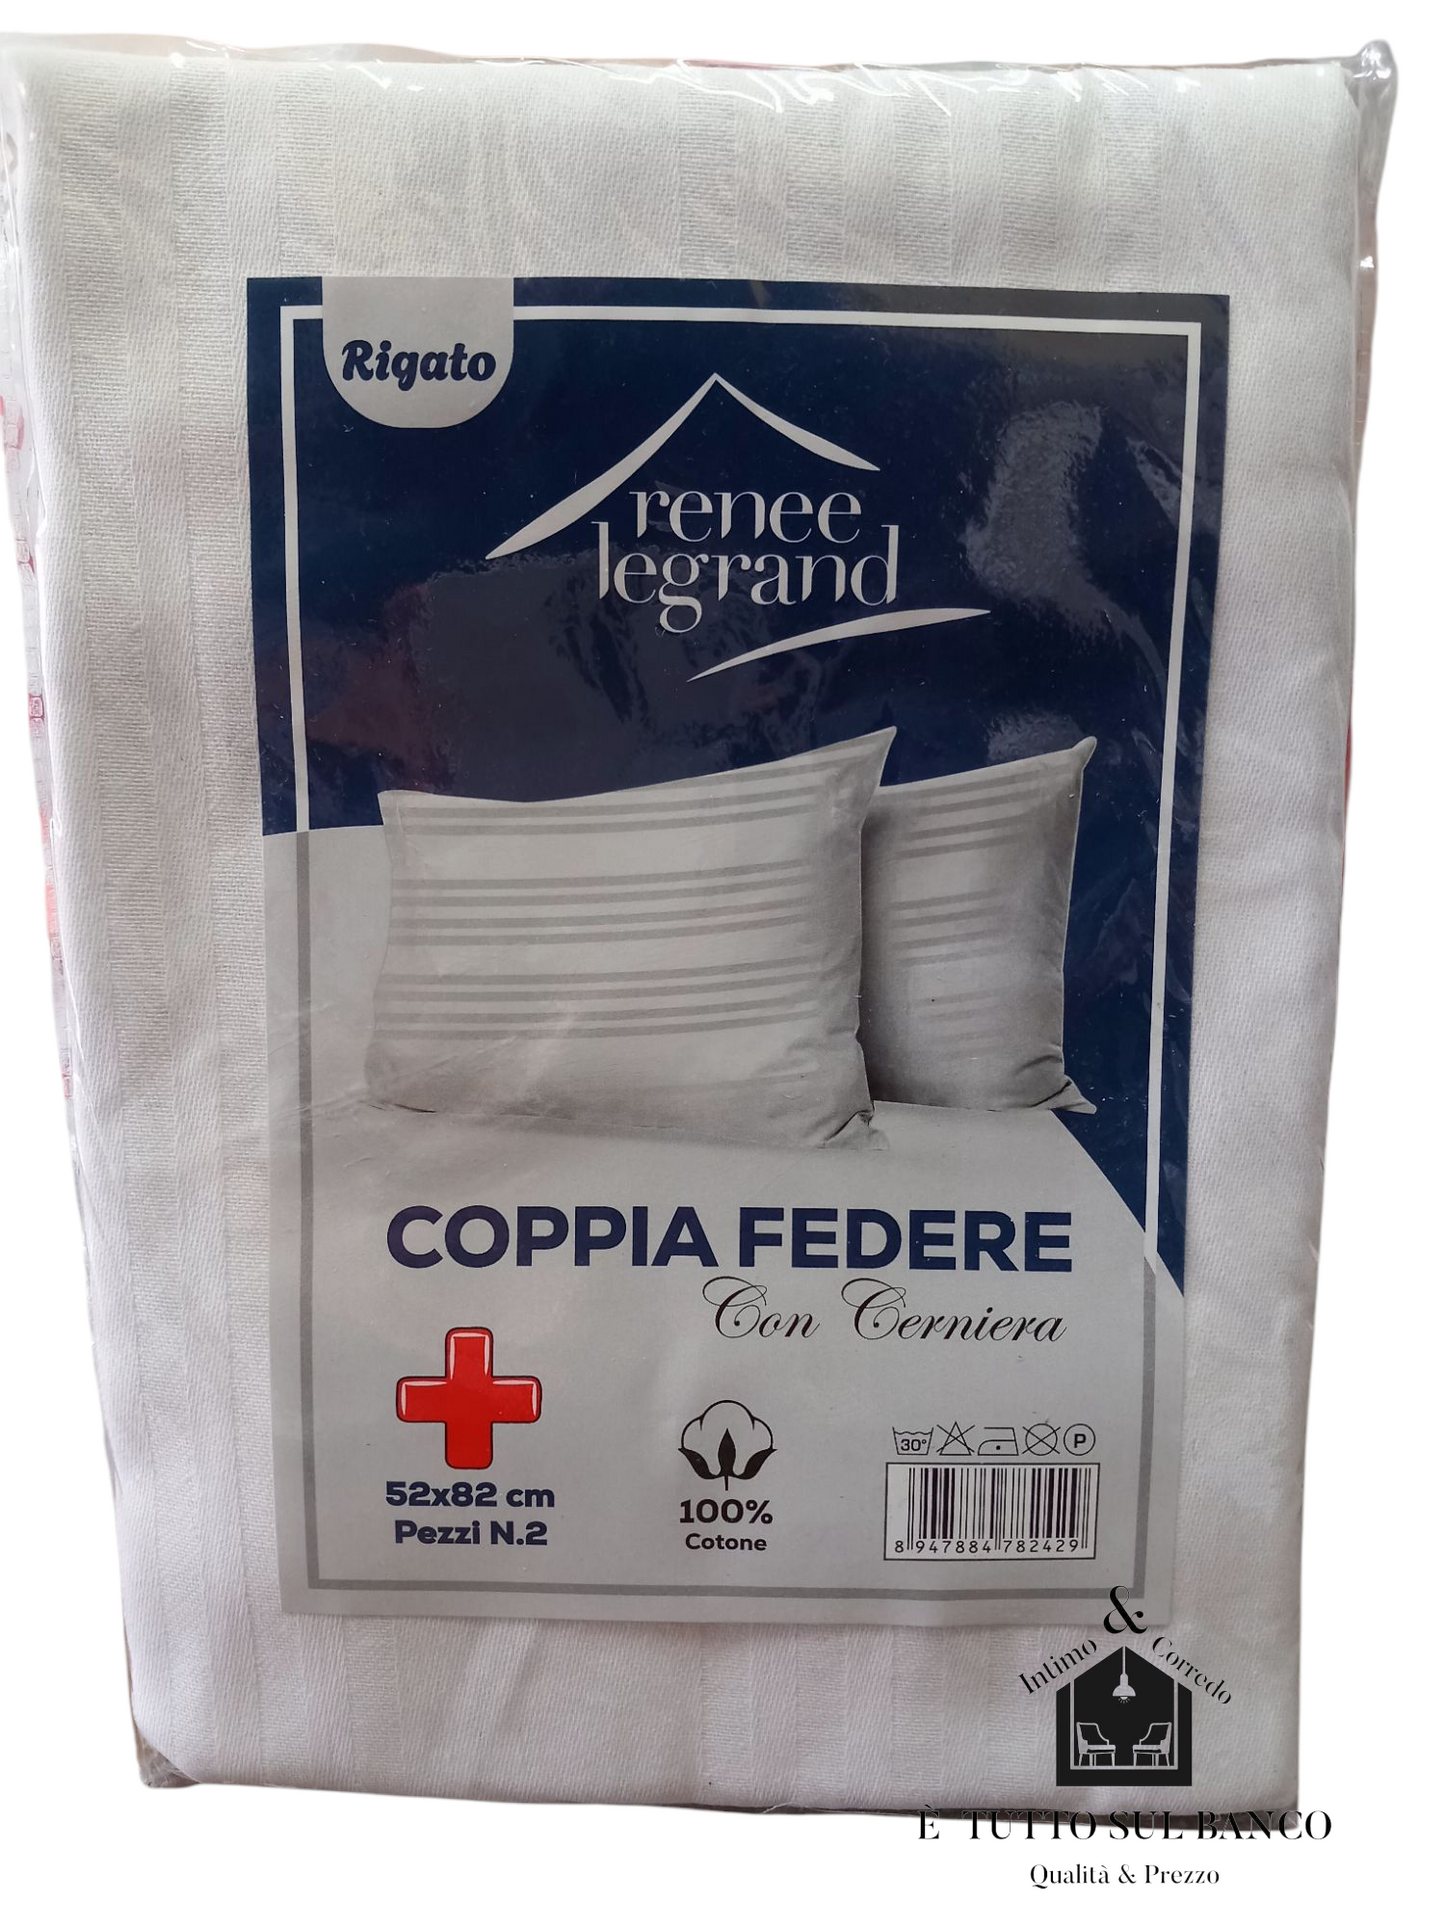 Rigato
renee
legrand
COPPIA FEDERE
Con Cerniera
52x82 cm
Pezzi N.2
100%
Cotone
30° P
8 947884 782429
&
Intimo Corredo
È TUTTO SUL BANCO
Qualità & Prezzo